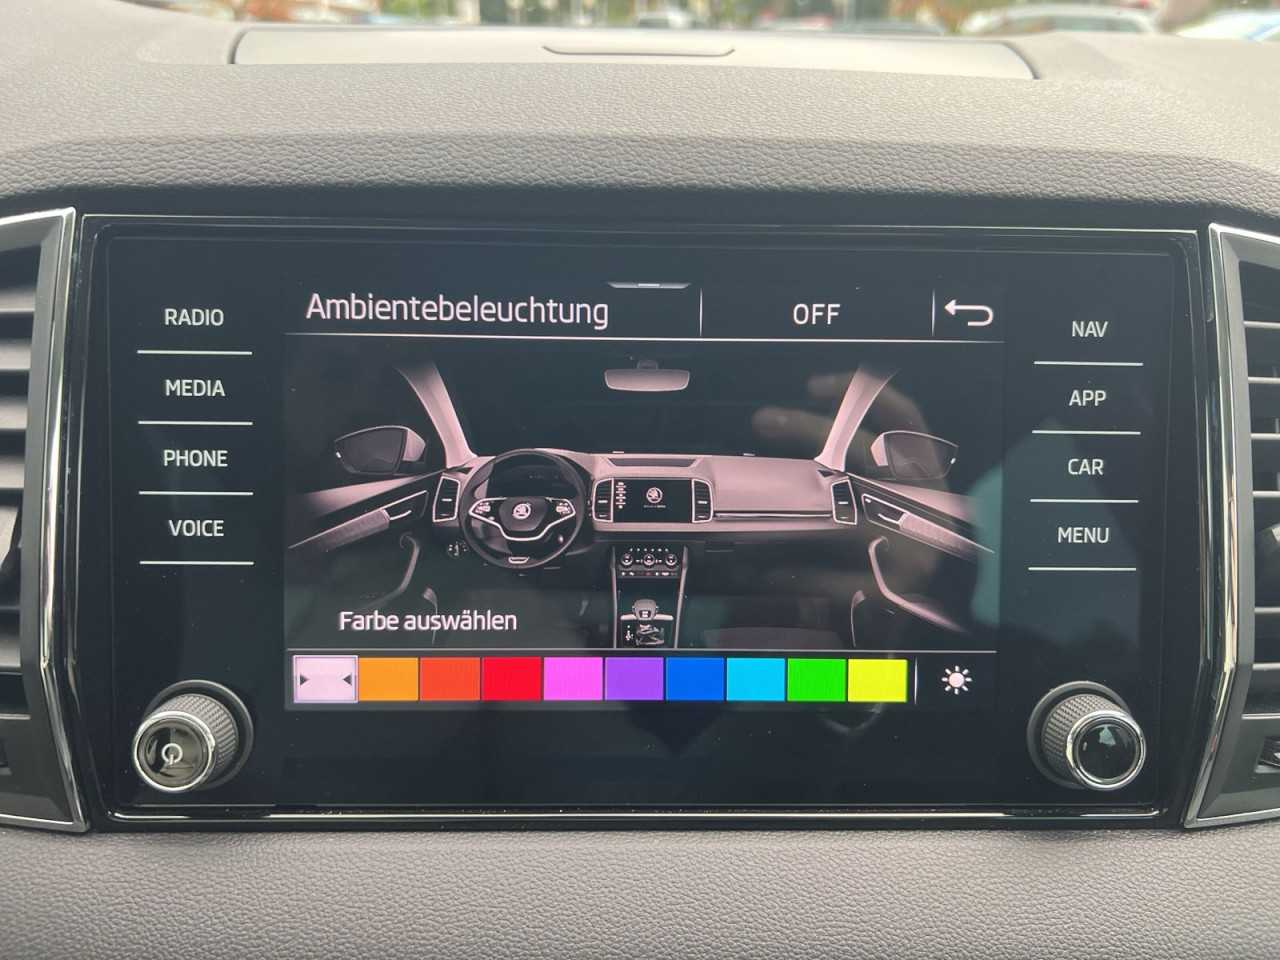 Ambientebeleuchtung OFF
RADIO
MEDIA
PHONE
VOICE
NAV
APP
CAR
MENU
Farbe auswählen